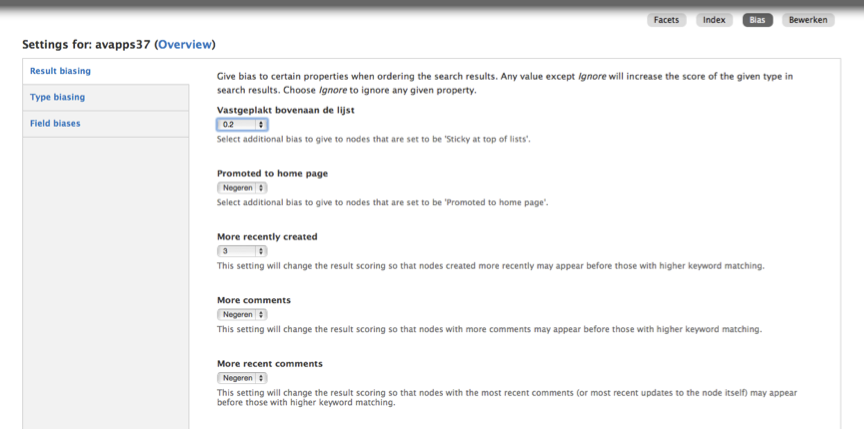 Facets Index Bias Bewerken
Settings for: avapps37 (Overview)
Result biasing
Type biasing
Field biases
Give bias to certain properties when ordering the search results. Any value except Ignore will increase the score of the given type in
search results. Choose Ignore to ignore any given property.
Vastgeplakt bovenaan de lijst
0.2
Select additional bias to give to nodes that are set to be 'Sticky at top of lists'.
Promoted to home page
Negeren
Select additional bias to give to nodes that are set to be 'Promoted to home page'.
More recently created
3
This setting will change the result scoring so that nodes created more recently may appear before those with higher keyword matching.
More comments
Negeren
This setting will change the result scoring so that nodes with more comments may appear before those with higher keyword matching.
More recent comments
Negeren
This setting will change the result scoring so that nodes with the most recent comments (or most recent updates to the node itself) may appear
before those with higher keyword matching.